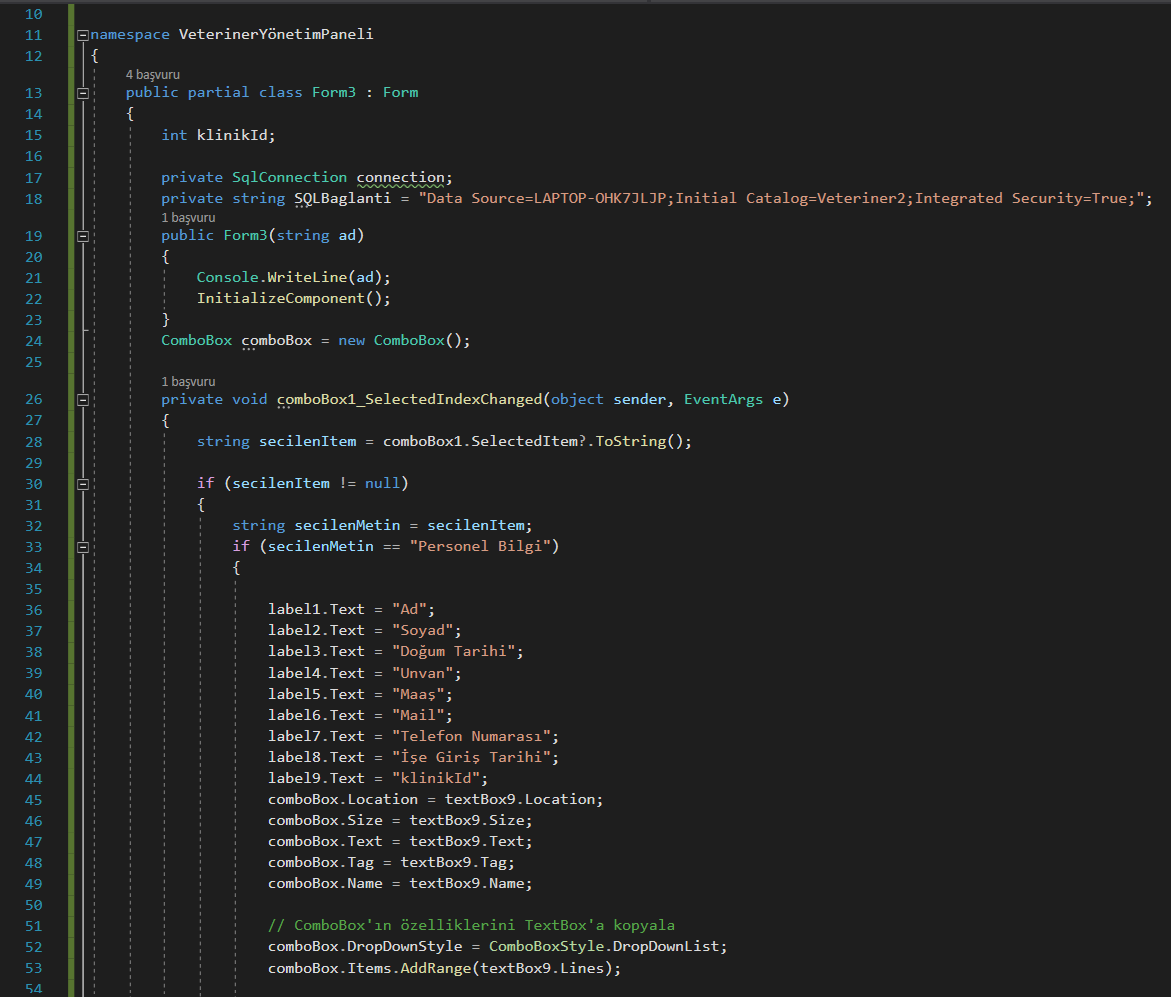 10
11 namespace VeterinerYönetimPaneli
12 {
4 başvuru
13 public partial class Form3 : Form
14 {
15 int klinikId;
16
17 private SqlConnection connection;
18 private string SQLBaglanti = "Data Source=LAPTOP-OHK7JLJP;Initial Catalog=Veteriner2;Integrated Security=True;";
1 başvuru
19 public Form3(string ad)
20 {
21 Console.WriteLine(ad);
22 InitializeComponent();
23 }
24 ComboBox comboBox = new ComboBox();
25
1 başvuru
26 private void comboBox1_SelectedIndexChanged(object sender, EventArgs e)
27 {
28 string secilenItem = comboBox1.SelectedItem?.ToString();
29
30 if (secilenItem != null)
31 {
32 string secilenMetin = secilenItem;
33 if (secilenMetin == "Personel Bilgi")
34 {
35
36 label1.Text = "Ad";
37 label2.Text = "Soyad";
38 label3.Text = "Doğum Tarihi";
39 label4.Text = "Unvan";
40 label5.Text = "Maaş";
41 label6.Text = "Mail";
42 label7.Text = "Telefon Numarası";
43 label8.Text = "İşe Giriş Tarihi";
44 label9.Text = "klinikId";
45 comboBox.Location = textBox9.Location;
46 comboBox.Size = textBox9.Size;
47 comboBox.Text = textBox9.Text;
48 comboBox.Tag = textBox9.Tag;
49 comboBox.Name = textBox9.Name;
50
51 // ComboBox'ın özelliklerini TextBox'a kopyala
52 comboBox.DropDownStyle = ComboBoxStyle.DropDownList;
53 comboBox.Items.AddRange(textBox9.Lines);
54